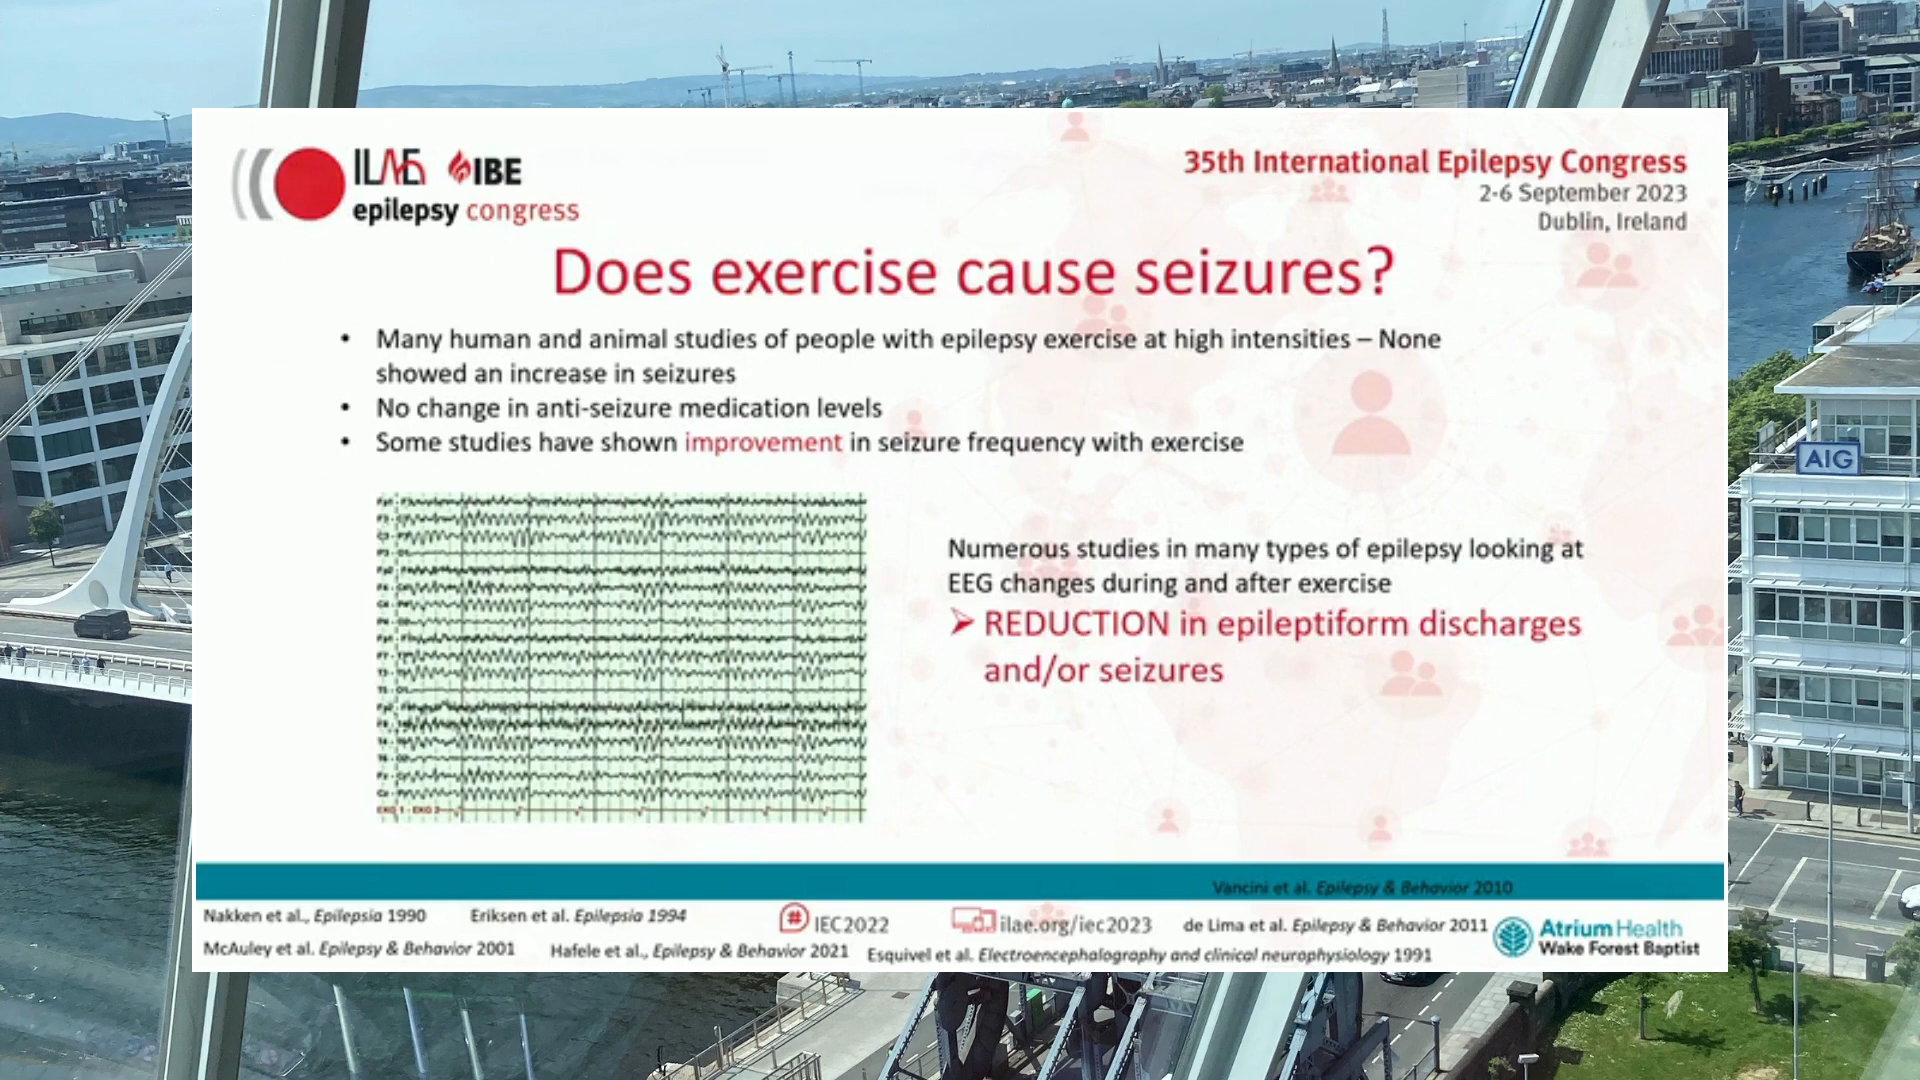 ILAE IBE
epilepsy congress
35th International Epilepsy Congress
2-6 September 2023
Dublin, Ireland
Does exercise cause seizures?
• Many human and animal studies of people with epilepsy exercise at high intensities – None
showed an increase in seizures
• No change in anti-seizure medication levels
• Some studies have shown improvement in seizure frequency with exercise
Numerous studies in many types of epilepsy looking at
EEG changes during and after exercise
➢ REDUCTION in epileptiform discharges
and/or seizures
EKG 1 - EKG 2
AIG
Vancini et al. Epilepsy & Behavior 2010
Nakken et al., Epilepsia 1990
Eriksen et al. Epilepsia 1994
# IEC2022
ilae.org/iec2023
de Lima et al. Epilepsy & Behavior 2011
McAuley et al. Epilepsy & Behavior 2001
Hafele et al., Epilepsy & Behavior 2021
Esquivel et al. Electroencephalography and clinical neurophysiology 1991
Atrium Health
Wake Forest Baptist